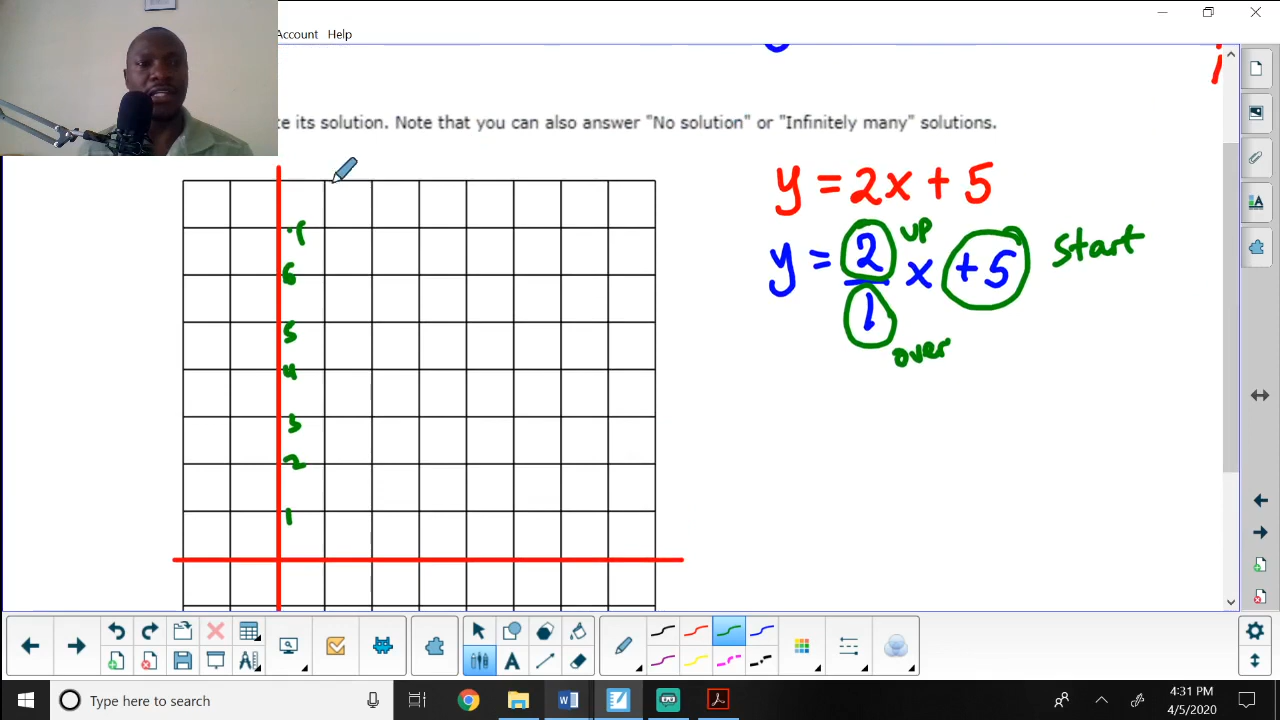 Account Help
ce its solution. Note that you can also answer "No solution" or "Infinitely many" solutions.
y = 2x + 5
y = 2/1 x + 5
up
start
over
7
6
5
4
3
2
1
Type here to search
4:31 PM
4/5/2020